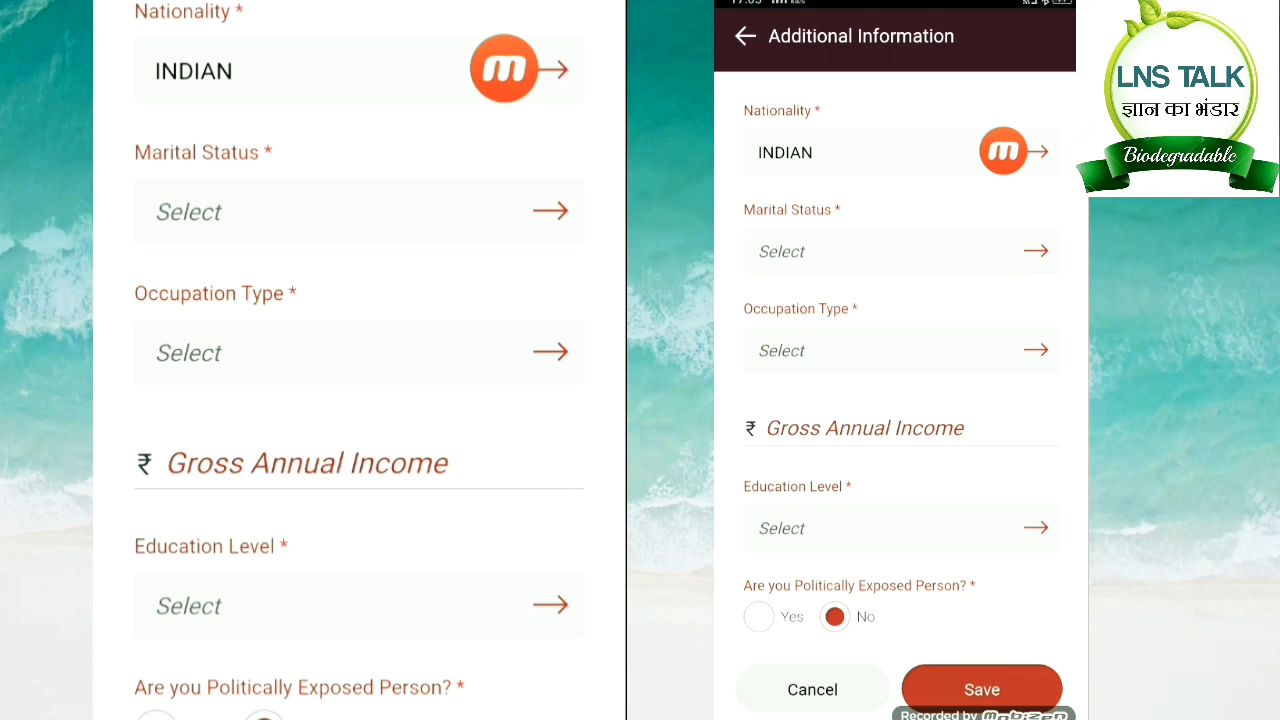 Nationality *
INDIAN
m
Marital Status *
Select
Occupation Type *
Select
₹ Gross Annual Income
Education Level *
Select
Are you Politically Exposed Person? *
Additional Information
Nationality *
INDIAN
m
Marital Status *
Select
Occupation Type *
Select
₹ Gross Annual Income
Education Level *
Select
Are you Politically Exposed Person? *
Yes No
Cancel Save
Recorded by mobizen
LNS TALK
ज्ञान का भंडार
Biodegradable